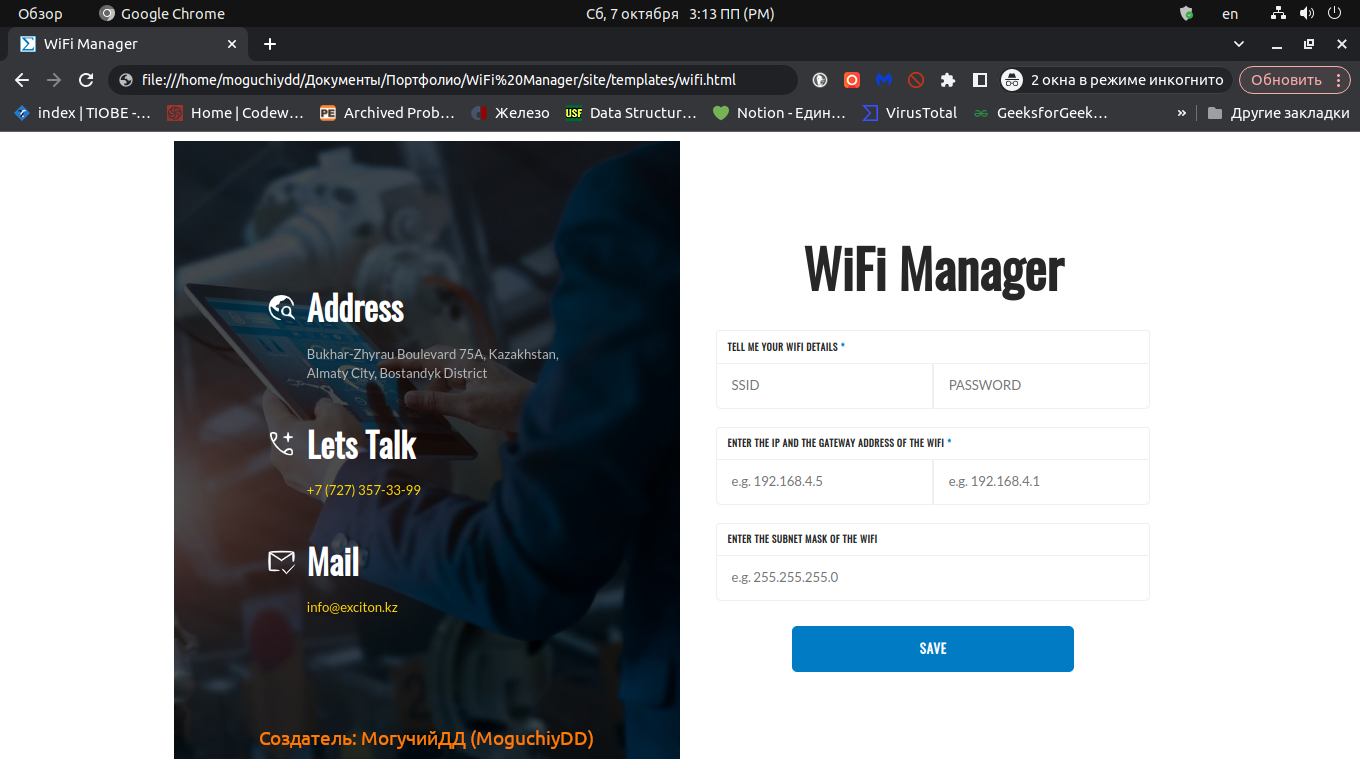 Обзор
Google Chrome
Сб, 7 октября 3:13 ПП (PM)
en
WiFi Manager
file:///home/moguchiydd/Документы/Портфолио/WiFi%20Manager/site/templates/wifi.html
2 окна в режиме инкогнито
Обновить
index | TIOBE -...
Home | Codew...
PE
Archived Prob...
Железо
USF
Data Structur...
Notion - Един...
VirusTotal
GeeksforGeek...
»
Другие закладки
Address
Bukhar-Zhyrau Boulevard 75A, Kazakhstan,
Almaty City, Bostandyk District
Lets Talk
+7 (727) 357-33-99
Mail
info@exciton.kz
Создатель: МогучийДД (MoguchiyDD)
WiFi Manager
TELL ME YOUR WIFI DETAILS *
SSID
PASSWORD
ENTER THE IP AND THE GATEWAY ADDRESS OF THE WIFI *
e.g. 192.168.4.5
e.g. 192.168.4.1
ENTER THE SUBNET MASK OF THE WIFI
e.g. 255.255.255.0
SAVE